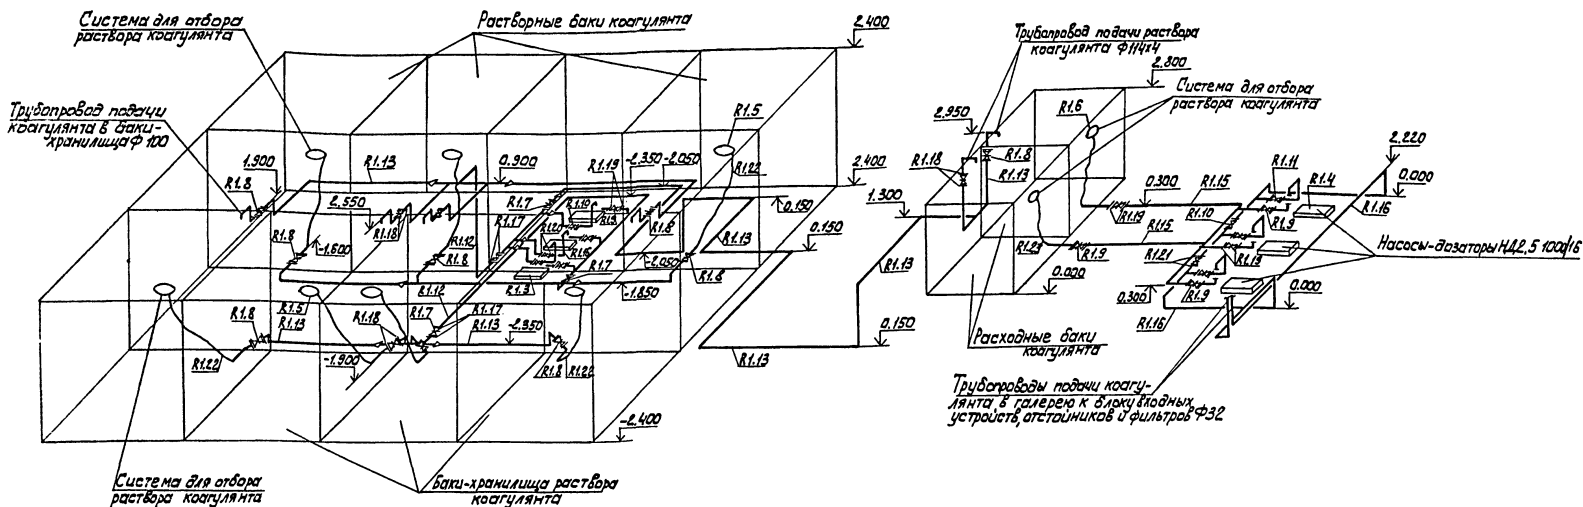 Система для отбора
раствора коагулянта
Растворные баки коагулянта
2.400
Трубопровод подачи раствора
коагулянта Ф114х4
2.800
Система для отбора
раствора коагулянта
Трубопровод подачи
коагулянта в баки-
хранилища Ф100
R1.5
R1.6
2.950
2.220
1.900
R1.13
0.900
R1.19
-2.350
-2.050
R1.22
2.400
R1.18
R1.8
R1.13
R1.11
R1.4
0.000
R1.8
2.550
R1.18
R1.7
R1.17
R1.8
0.150
1.300
0.300
R1.15
R1.19
R1.10
R1.9
R1.16
R1.8
-1.600
R1.12
R1.8
R1.13
0.150
R1.15
R1.23
R1.9
R1.21
R1.19
Насосы-дозаторы НД2,5 1000/16
R1.3
R1.7
-2.050
-1.850
R1.8
R1.13
0.000
0.300
R1.9
0.000
R1.16
R1.12
R1.5
R1.7
R1.17
R1.8
R1.13
R1.18
R1.13
-2.350
0.150
R1.22
-1.900
R1.8
R1.22
R1.13
Расходные баки
коагулянта
Трубопроводы подачи коагу-
лянта в галерею к блоку входных
устройств, отстойников и фильтров Ф32
-2.400
Система для отбора
раствора коагулянта
Баки-хранилища раствора
коагулянта